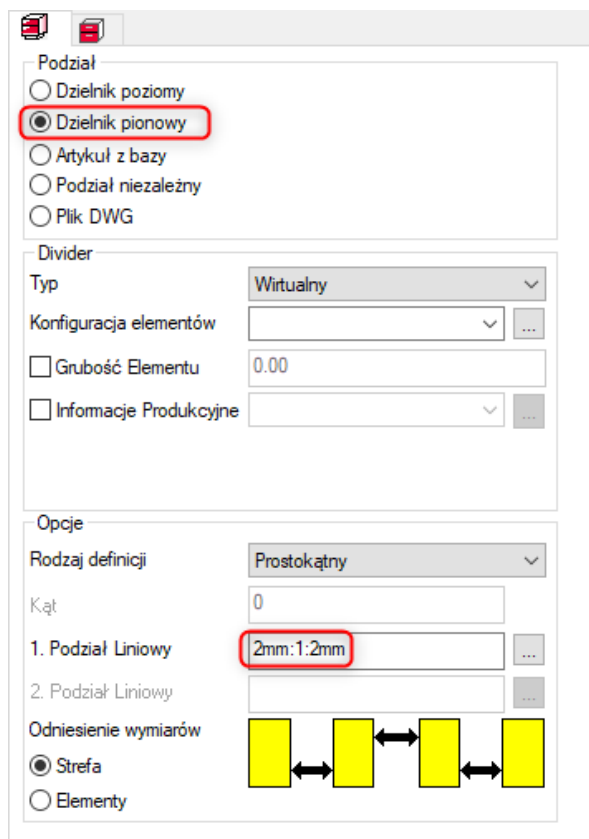 Podział
Dzielnik poziomy
Dzielnik pionowy
Artykuł z bazy
Podział niezależny
Plik DWG
Divider
Typ Wirtualny
Konfiguracja elementów ...
Grubość Elementu 0.00
Informacje Produkcyjne ...
Opcje
Rodzaj definicji Prostokątny
Kąt 0
1. Podział Liniowy 2mm:1:2mm ...
2. Podział Liniowy ...
Odniesienie wymiarów
Strefa
Elementy